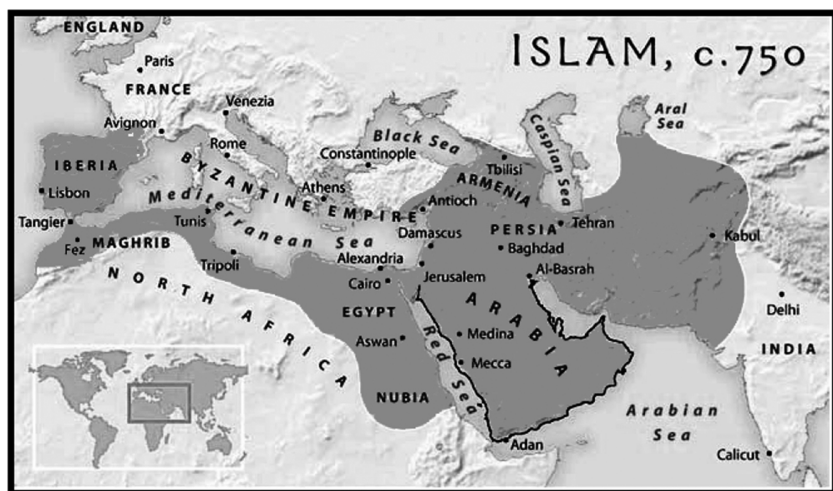 ISLAM, c.750
ENGLAND
Paris
FRANCE
Venezia
Avignon
Rome
Black Sea
Caspian Sea
Aral
Sea
Constantinople
Tbilisi
IBERIA
BYZANTINE EMPIRE
ARMENIA
Lisbon
Athens
Antioch
Mediterranean Sea
Tangier
Tunis
PERSIA
Tehran
Damascus
Kabul
Fez
MAGHRIB
Baghdad
Tripoli
Alexandria
Jerusalem
Al-Basrah
Cairo
NORTH AFRICA
EGYPT
ARABIA
Delhi
Red Sea
Medina
Aswan
INDIA
Mecca
NUBIA
Arabian
Sea
Adan
Calicut